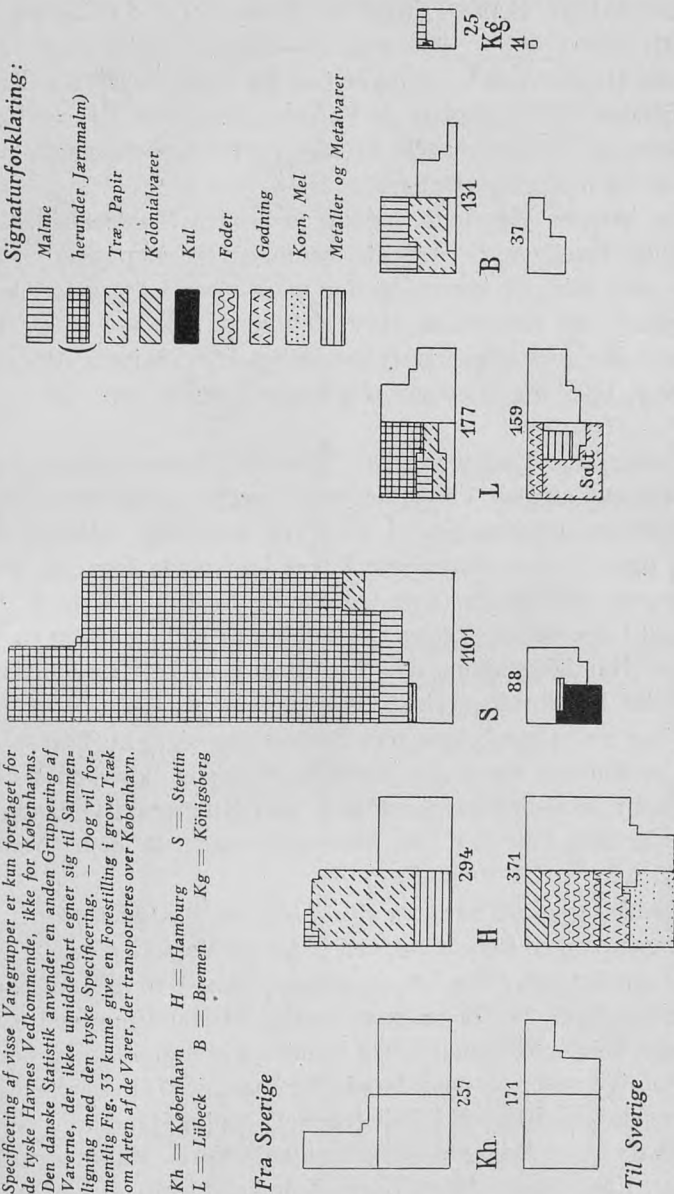 Specificering af visse Varegrupper er kun foretaget for
de tyske Havnes Vedkommende, ikke for Københavns.
Den danske Statistik anvender en anden Gruppering af
Varerne, der ikke umiddelbart egner sig til Sammen=
ligning med den tyske Specificering. — Dog vil for=
mentlig Fig. 33 kunne give en Forestilling i grove Træk
om Arten af de Varer, der transporteres over København.
Kh = København H = Hamburg S = Stettin
L = Lübeck B = Bremen Kg = Königsberg
Signaturforklaring:
Malme
(herunder Jærnmalm)
Træ, Papir
Kolonialvarer
Kul
Foder
Gødning
Korn, Mel
Metaller og Metalvarer
Fra Sverige
257
294
1101
177
131
25
Kh.
H
S
L
B
Kg.
171
371
88
159
37
11
Salt
Til Sverige